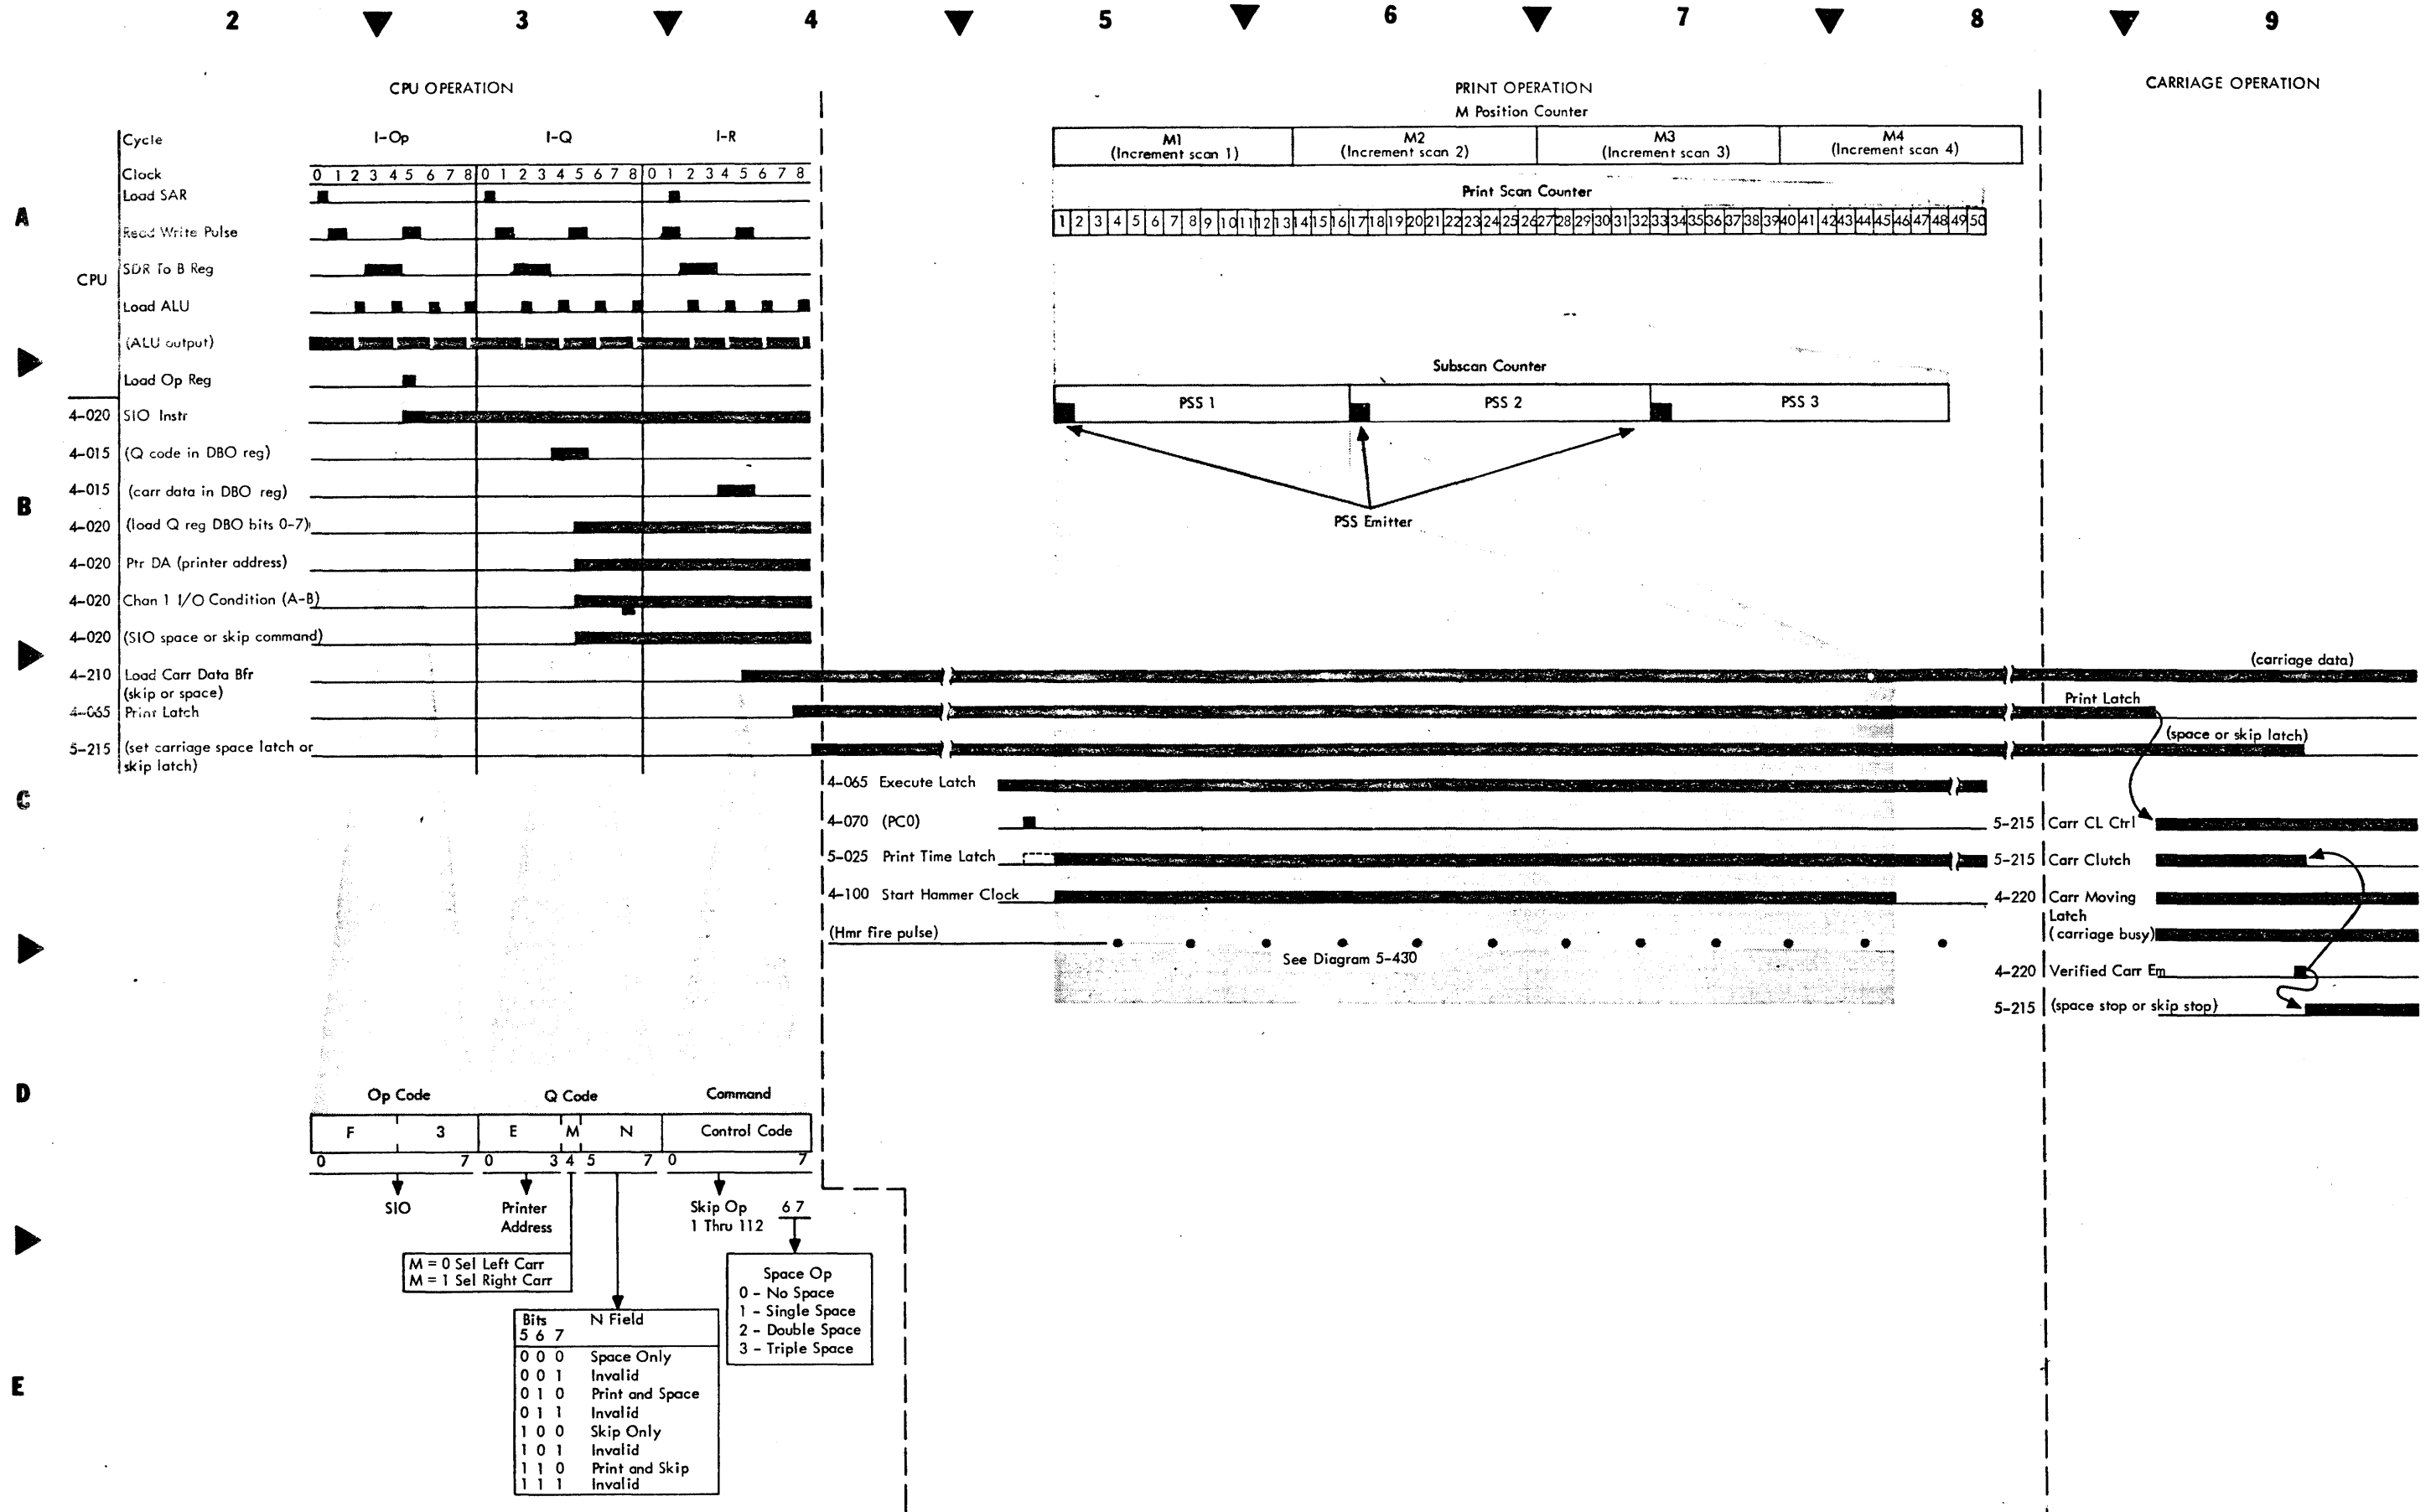 2 3 4 5 6 7 8 9
CPU OPERATION
PRINT OPERATION
CARRIAGE OPERATION
M Position Counter
Cycle I-Op I-Q I-R
M1 M2 M3 M4
(Increment scan 1) (Increment scan 2) (Increment scan 3) (Increment scan 4)
Clock 0 1 2 3 4 5 6 7 8 0 1 2 3 4 5 6 7 8 0 1 2 3 4 5 6 7 8
Load SAR
Print Scan Counter
A
1 2 3 4 5 6 7 8 9 10 11 12 13 14 15 16 17 18 19 20 21 22 23 24 25 26 27 28 29 30 31 32 33 34 35 36 37 38 39 40 41 42 43 44 45 46 47 48 49 50
Read Write Pulse
SDR To B Reg
CPU
Load ALU
(ALU output)
Load Op Reg
Subscan Counter
PSS 1 PSS 2 PSS 3
PSS Emitter
4-020 SIO Instr
4-015 (Q code in DBO reg)
4-015 (carr data in DBO reg)
B
4-020 (load Q reg DBO bits 0-7)
4-020 Ptr DA (printer address)
4-020 Chan 1 I/O Condition (A-B)
4-020 (SIO space or skip command)
4-210 Load Carr Data Bfr
(skip or space)
(carriage data)
4-065 Print Latch
Print Latch
5-215 (set carriage space latch or
skip latch)
(space or skip latch)
C
4-065 Execute Latch
4-070 (PC0)
5-025 Print Time Latch
4-100 Start Hammer Clock
(Hmr fire pulse)
See Diagram 5-430
5-215 Carr CL Ctrl
5-215 Carr Clutch
4-220 Carr Moving
Latch
(carriage busy)
4-220 Verified Carr Em
5-215 (space stop or skip stop)
D
Op Code Q Code Command
F 3 E M N Control Code
0 7 0 3 4 5 7 0 7
SIO
Printer
Address
Skip Op
1 Thru 112
6 7
M = 0 Sel Left Carr
M = 1 Sel Right Carr
Space Op
0 - No Space
1 - Single Space
2 - Double Space
3 - Triple Space
E
Bits N Field
5 6 7
0 0 0 Space Only
0 0 1 Invalid
0 1 0 Print and Space
0 1 1 Invalid
1 0 0 Skip Only
1 0 1 Invalid
1 1 0 Print and Skip
1 1 1 Invalid